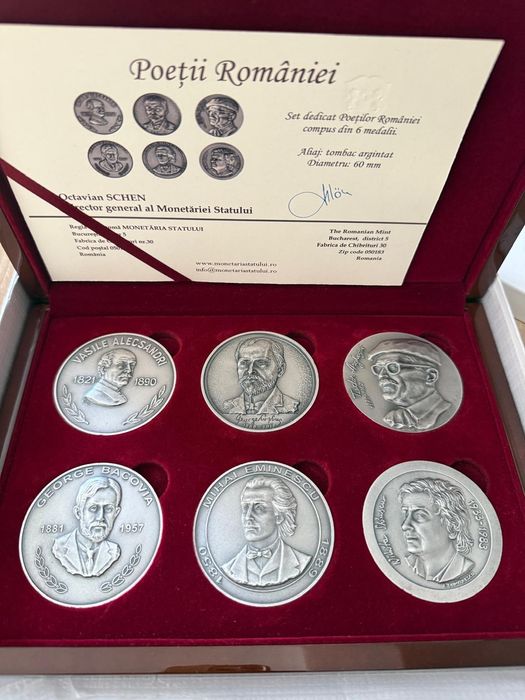 Poeții României
Set dedicat Poeților României
compus din 6 medalii.
Aliaj: tombac argintat
Diametru: 60 mm
Octavian SCHEN
director general al Monetăriei Statului
MONETĂRIA STATULUI
Fabrica de Chibrituri nr.30
Cod poștal
România
The Romanian Mint
Bucharest, district 5
Fabrica de Chibrituri 30
Zip code 050183
Romania
www.monetariastatului.ro
info@monetariastatului.ro
VASILE ALECSANDRI
1821 1890
GEORGE BACOVIA
1881 1957
MIHAI EMINESCU
1850 1889
1935-1983